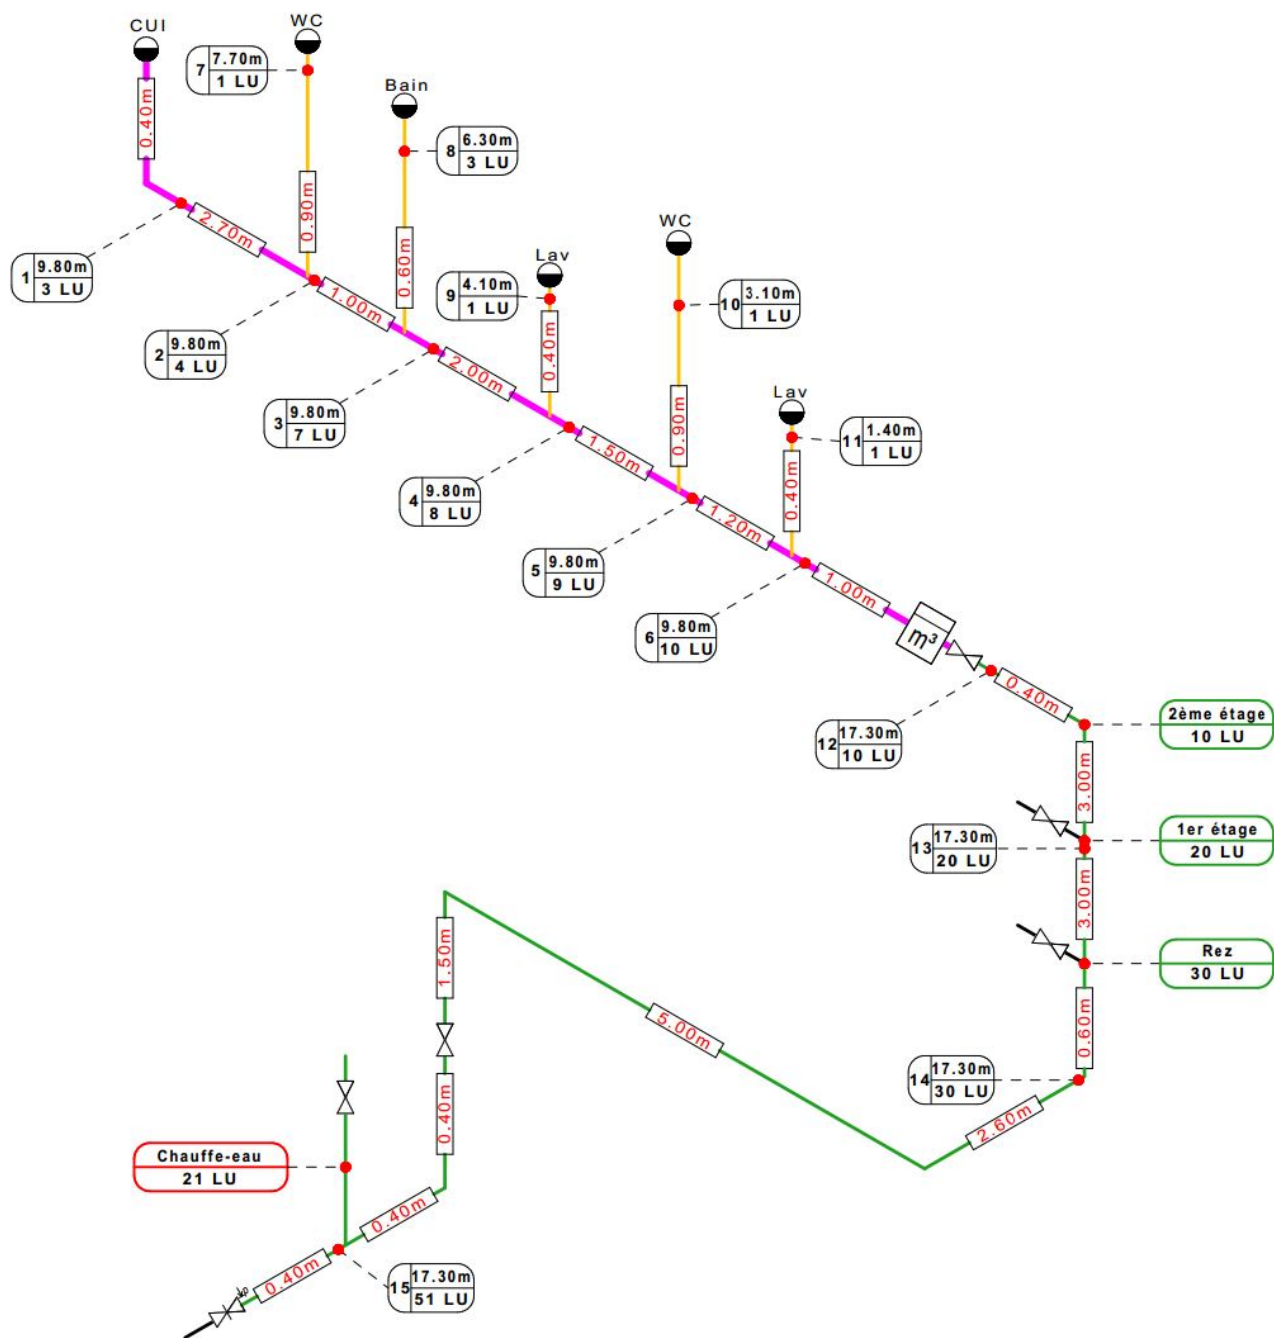 CUI
WC
7 7.70m
1 LU
0.40m
Bain
0.90m
8 6.30m
3 LU
2.70m
0.60m
WC
1 9.80m
3 LU
Lav
9 4.10m
1 LU
1.00m
10 3.10m
1 LU
2 9.80m
4 LU
0.40m
2.00m
Lav
3 9.80m
7 LU
0.90m
11 1.40m
1 LU
1.50m
0.40m
4 9.80m
8 LU
1.20m
5 9.80m
9 LU
1.00m
6 9.80m
10 LU
m³
0.40m
12 17.30m
10 LU
2ème étage
10 LU
3.00m
1er étage
20 LU
13 17.30m
20 LU
3.00m
Rez
30 LU
1.50m
5.00m
0.60m
14 17.30m
30 LU
0.40m
2.60m
Chauffe-eau
21 LU
0.40m
0.40m
15 17.30m
51 LU